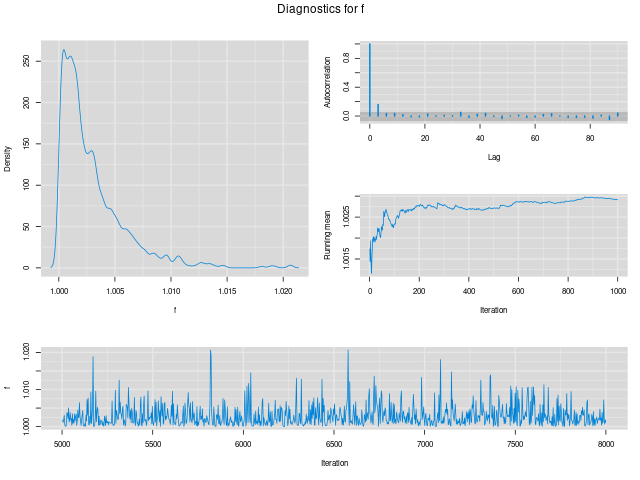 Diagnostics for f
Density
250
200
150
100
50
0
1.000 1.005 1.010 1.015 1.020
f
Autocorrelation
0.8
0.4
0.0
0 20 40 60 80
Lag
Running mean
1.0025
1.0015
0 200 400 600 800 1000
Iteration
f
1.020
1.010
1.000
5000 5500 6000 6500 7000 7500 8000
Iteration